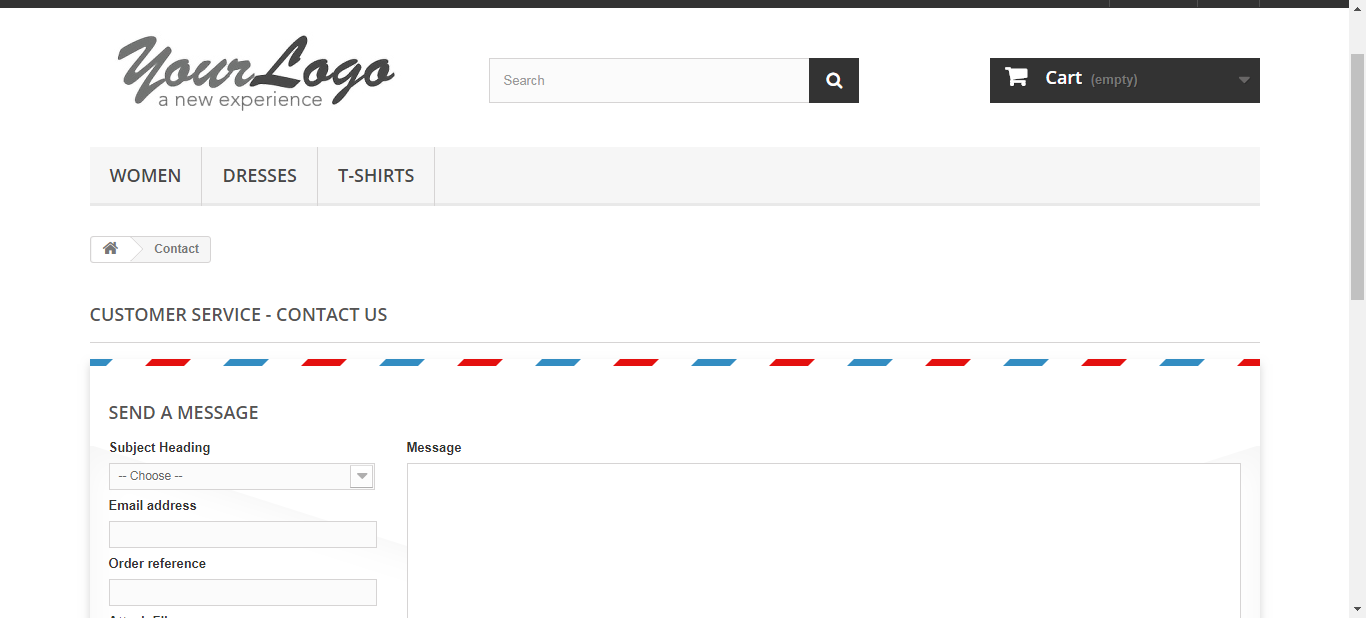 YourLogo
a new experience
Search
Cart (empty)
WOMEN
DRESSES
T-SHIRTS
Contact
CUSTOMER SERVICE - CONTACT US
SEND A MESSAGE
Subject Heading
-- Choose --
Email address
Order reference
Message